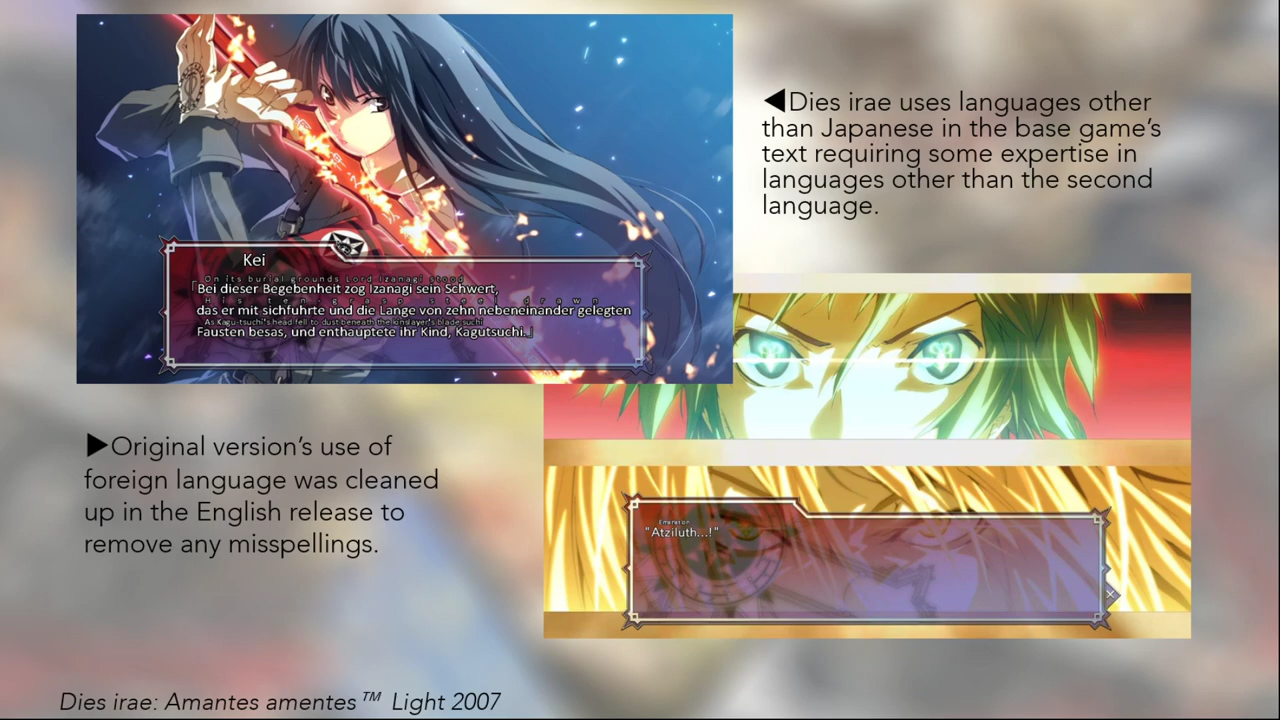 ◀Dies irae uses languages other
than Japanese in the base game's
text requiring some expertise in
languages other than the second
language.
Kei
On its burial grounds Lord Izanagi stood
「Bei dieser Begebenheit zog Izanagi sein Schwert,
His ten-grasp steel drawn
das er mit sichfuhrte und die Lange von zehn nebeneinander gelegten
As Kagu-tsuchi's head fell to dust beneath the kinslayer's blade such
Fausten besas, und enthauptete ihr Kind, Kagutsuchi.」
▶Original version's use of
foreign language was cleaned
up in the English release to
remove any misspellings.
Emanation
"Atziluth...!"
Dies irae: Amantes amentes™ Light 2007